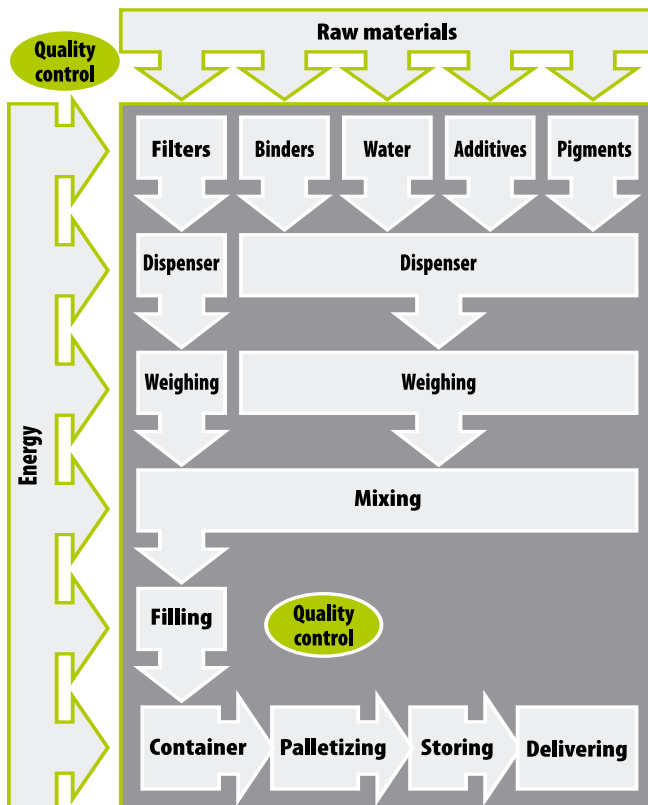 Raw materials
Quality
control
Filters
Binders
Water
Additives
Pigments
Dispenser
Dispenser
Weighing
Weighing
Energy
Mixing
Filling
Quality
control
Container
Palletizing
Storing
Delivering